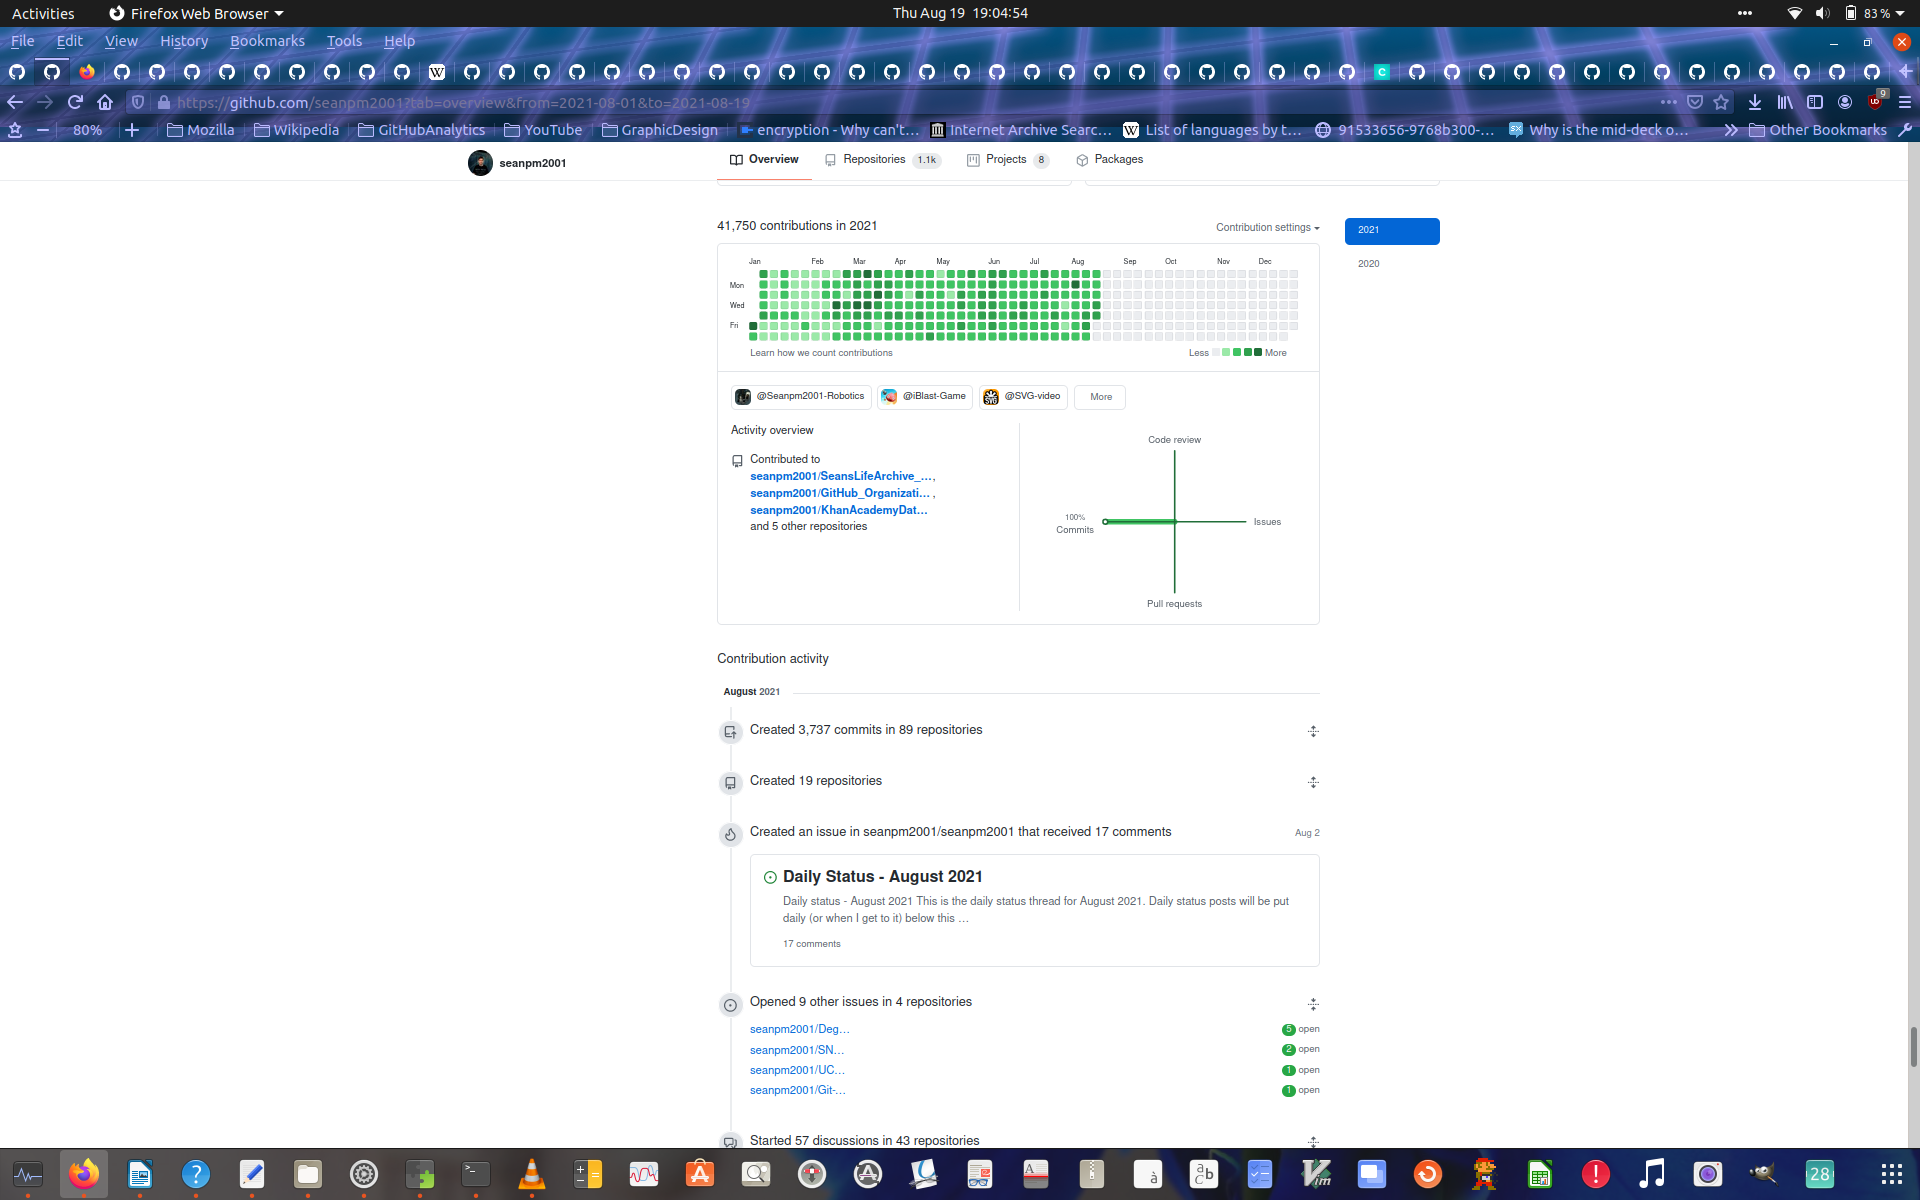 Activities
Firefox Web Browser
Thu Aug 19 19:04:54
83 %
File Edit View History Bookmarks Tools Help
https://github.com/seanpm2001?tab=overview&from=2021-08-01&to=2021-08-19
9
80%
Mozilla
Wikipedia
GitHubAnalytics
YouTube
GraphicDesign
encryption - Why can't…
Internet Archive Searc…
List of languages by t…
91533656-9768b300-…
Why is the mid-deck o…
Other Bookmarks
seanpm2001
Overview
Repositories 1.1k
Projects 8
Packages
41,750 contributions in 2021
Contribution settings
2021
2020
Jan Feb Mar Apr May Jun Jul Aug Sep Oct Nov Dec
Mon
Wed
Fri
Learn how we count contributions
Less More
@Seanpm2001-Robotics
@iBlast-Game
@SVG-video
More
Activity overview
Contributed to
seanpm2001/SeansLifeArchive_…,
seanpm2001/GitHub_Organizati… ,
seanpm2001/KhanAcademyDat…
and 5 other repositories
Code review
100%
Commits
Issues
Pull requests
Contribution activity
August 2021
Created 3,737 commits in 89 repositories
Created 19 repositories
Created an issue in seanpm2001/seanpm2001 that received 17 comments
Aug 2
Daily Status - August 2021
Daily status - August 2021 This is the daily status thread for August 2021. Daily status posts will be put
daily (or when I get to it) below this …
17 comments
Opened 9 other issues in 4 repositories
seanpm2001/Deg…
5 open
seanpm2001/SN…
2 open
seanpm2001/UC…
1 open
seanpm2001/Git-…
1 open
Started 57 discussions in 43 repositories
28